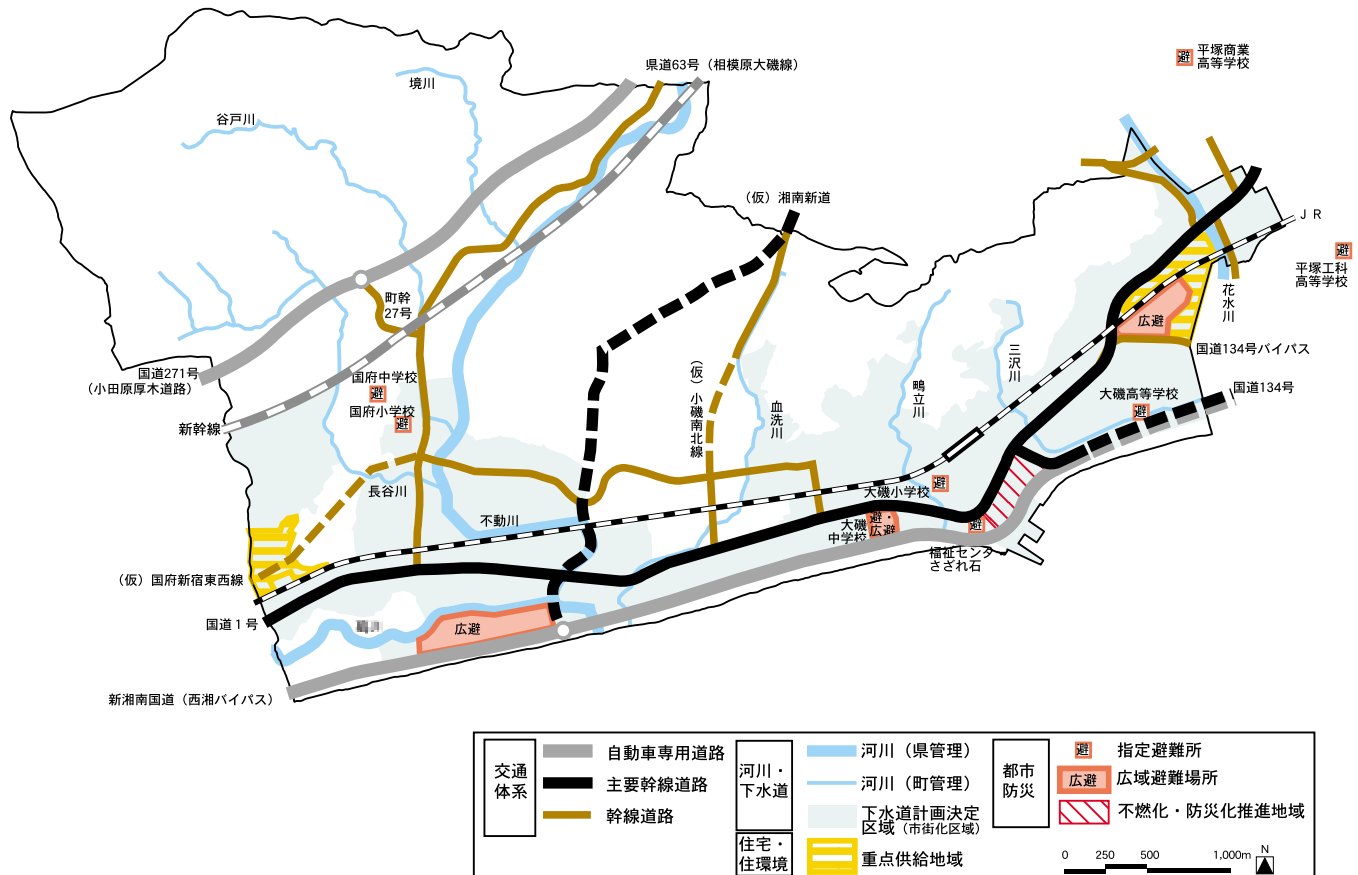 平塚商業
高等学校
避
県道63号（相模原大磯線）
境川
谷戸川
（仮）湘南新道
ＪＲ
避
平塚工科
高等学校
花水川
町幹
27号
広避
国道134号バイパス
国道271号
（小田原厚木道路）
国府中学校
避
国府小学校
避
（仮）小磯南北線
血洗川
鴫立川
三沢川
大磯高等学校
避
国道134号
新幹線
長谷川
不動川
大磯小学校
避
大磯
中学校
避・
広避
避
福祉センター
さざれ石
（仮）国府新宿東西線
国道１号
広避
新湘南国道（西湘バイパス）
交通
体系
自動車専用道路
主要幹線道路
幹線道路
河川・
下水道
河川（県管理）
河川（町管理）
下水道計画決定
区域（市街化区域）
住宅・
住環境
重点供給地域
都市
防災
避
指定避難所
広避
広域避難場所
不燃化・防災化推進地域
0 250 500 1,000m
N